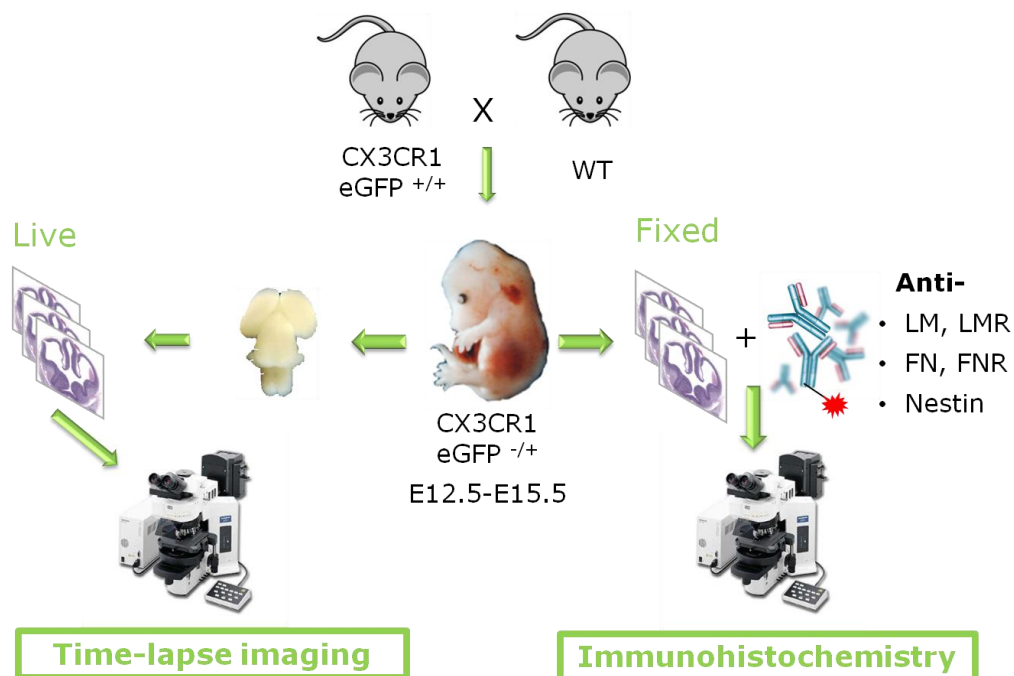 X
CX3CR1
eGFP +/+
WT
Live
Fixed
Anti-
+
• LM, LMR
• FN, FNR
• Nestin
CX3CR1
eGFP -/+
E12.5-E15.5
Time-lapse imaging
Immunohistochemistry